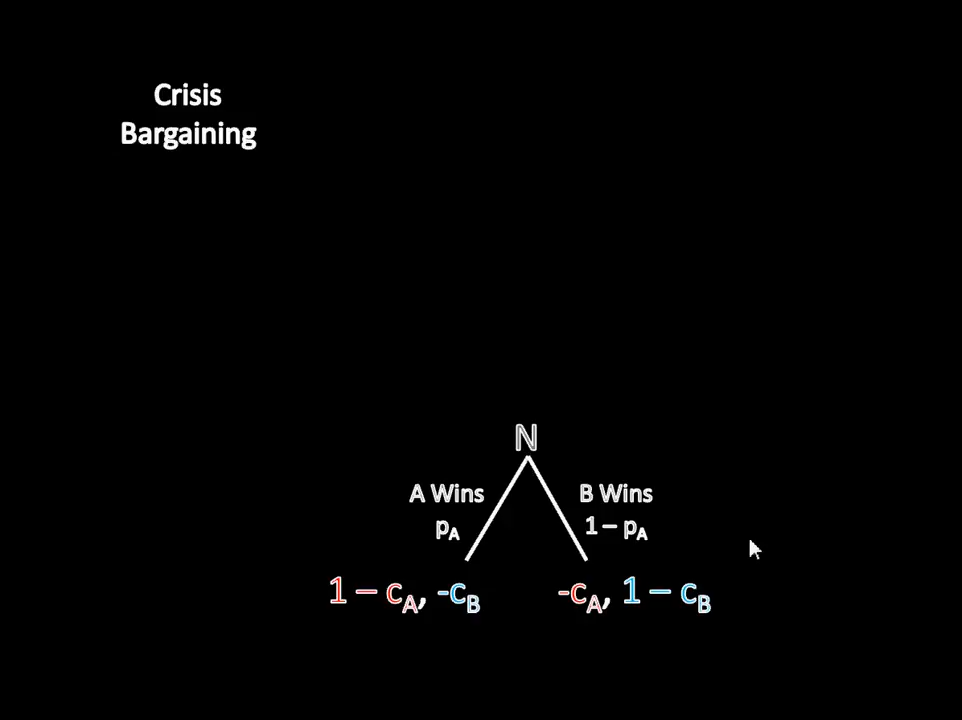 Crisis
Bargaining
N
A Wins
B Wins
pA
1 – pA
1 – cA, -cB
-cA, 1 – cB